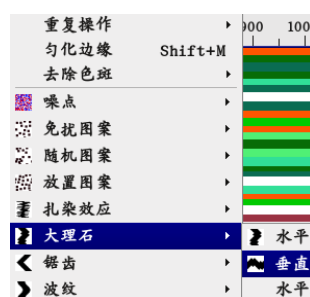 重复操作
匀化边缘 Shift+M
去除色斑
噪点
免扰图案
随机图案
放置图案
扎染效应
大理石
锯齿
波纹
900 100
水平
垂直
水平